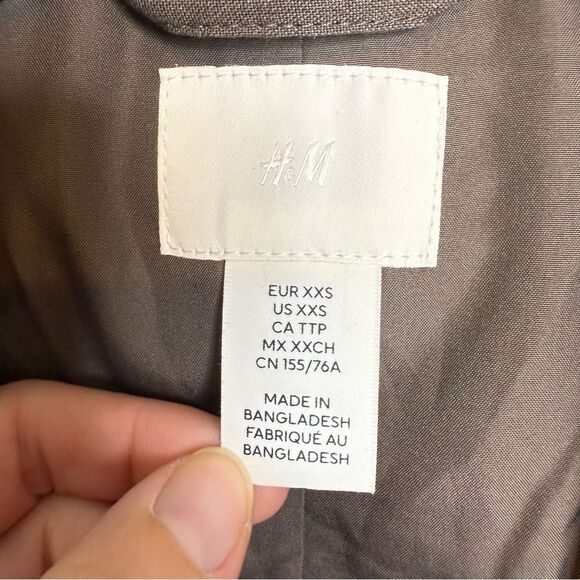 H&M
EUR XXS
US XXS
CA TTP
MX XXCH
CN 155/76A
MADE IN
BANGLADESH
FABRIQUÉ AU
BANGLADESH